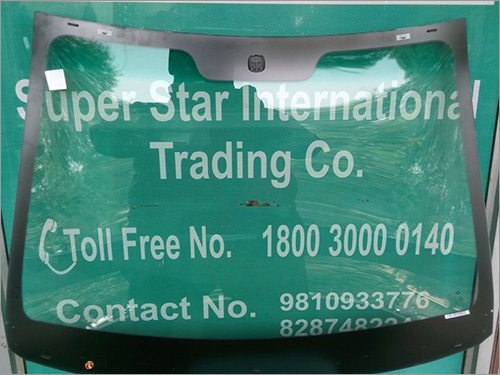 Super Star International
Trading Co.
Toll Free No. 1800 3000 0140
Contact No. 9810933776